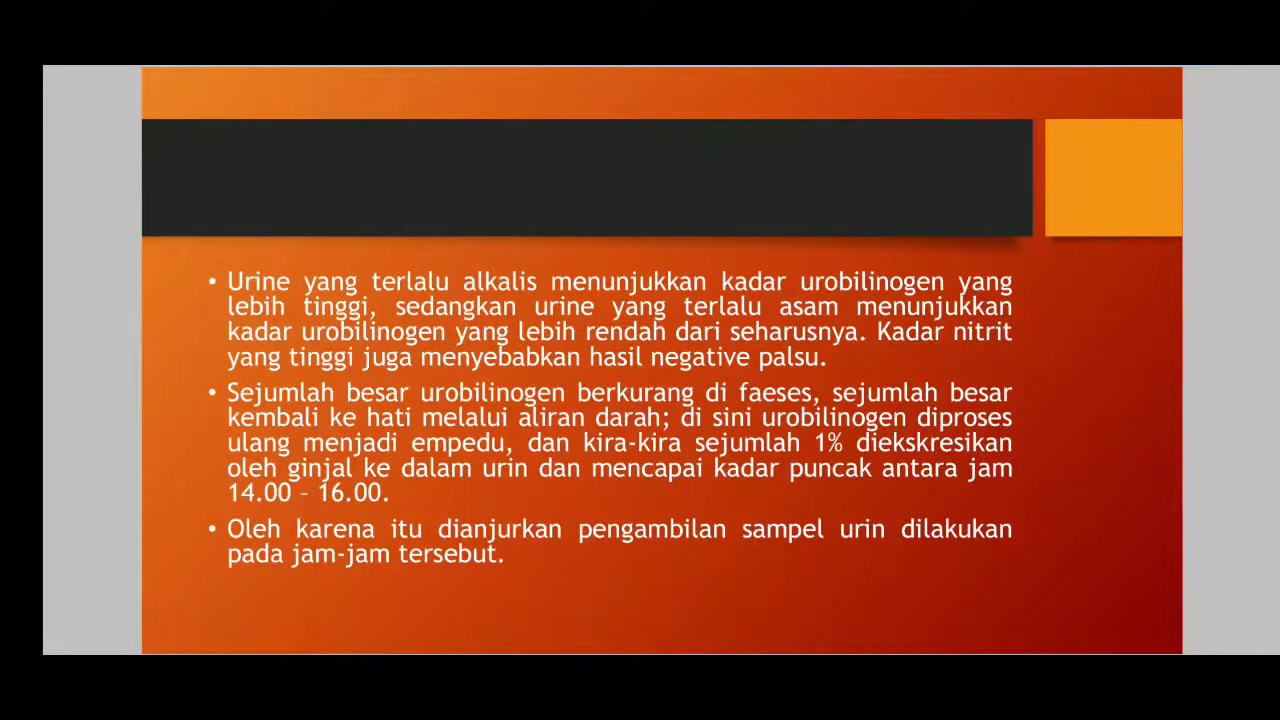 • Urine yang terlalu alkalis menunjukkan kadar urobilinogen yang
lebih tinggi, sedangkan urine yang terlalu asam menunjukkan
kadar urobilinogen yang lebih rendah dari seharusnya. Kadar nitrit
yang tinggi juga menyebabkan hasil negative palsu.
• Sejumlah besar urobilinogen berkurang di faeses, sejumlah besar
kembali ke hati melalui aliran darah; di sini urobilinogen diproses
ulang menjadi empedu, dan kira-kira sejumlah 1% diekskresikan
oleh ginjal ke dalam urin dan mencapai kadar puncak antara jam
14.00 – 16.00.
• Oleh karena itu dianjurkan pengambilan sampel urin dilakukan
pada jam-jam tersebut.